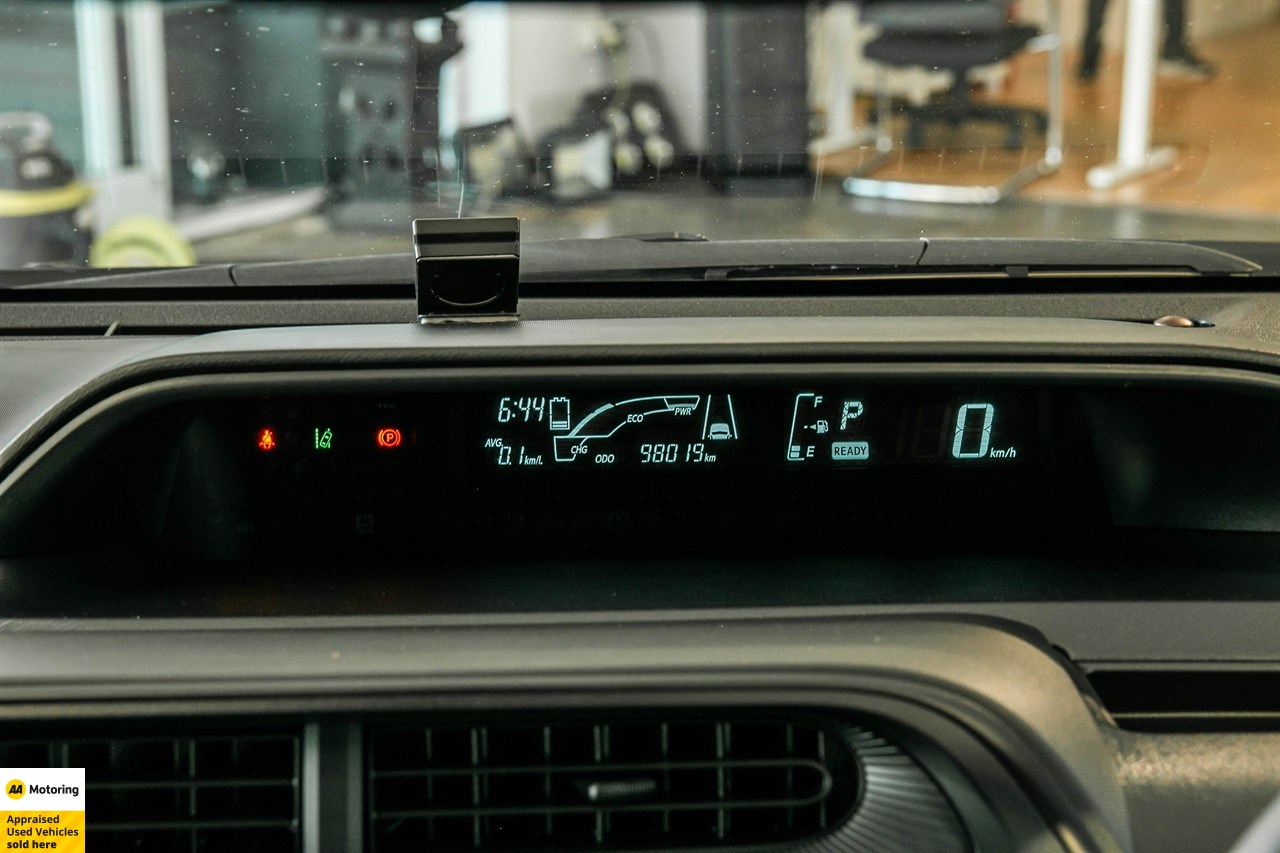 6:44
ECO
PWR
CHG
AVG.
0.1 km/L
ODO
98019 km
F
E
P
READY
0 km/h
P
AA Motoring
Appraised
Used Vehicles
sold here